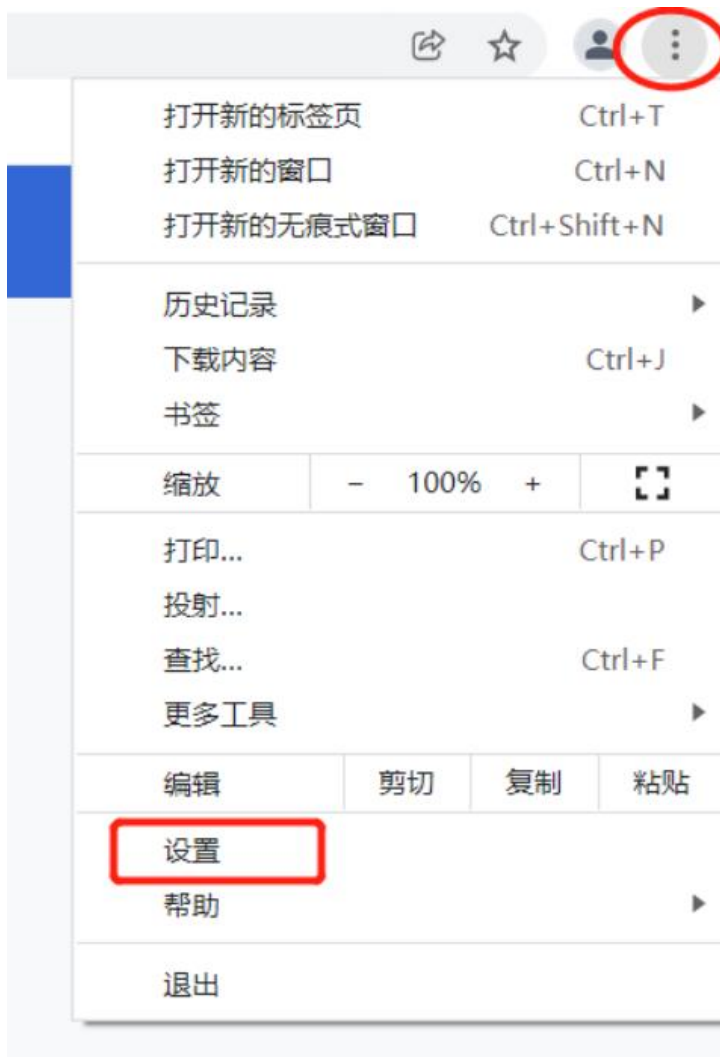 打开新的标签页 Ctrl+T
打开新的窗口 Ctrl+N
打开新的无痕式窗口 Ctrl+Shift+N
历史记录
下载内容 Ctrl+J
书签
缩放 - 100% +
打印... Ctrl+P
投射...
查找... Ctrl+F
更多工具
编辑 剪切 复制 粘贴
设置
帮助
退出